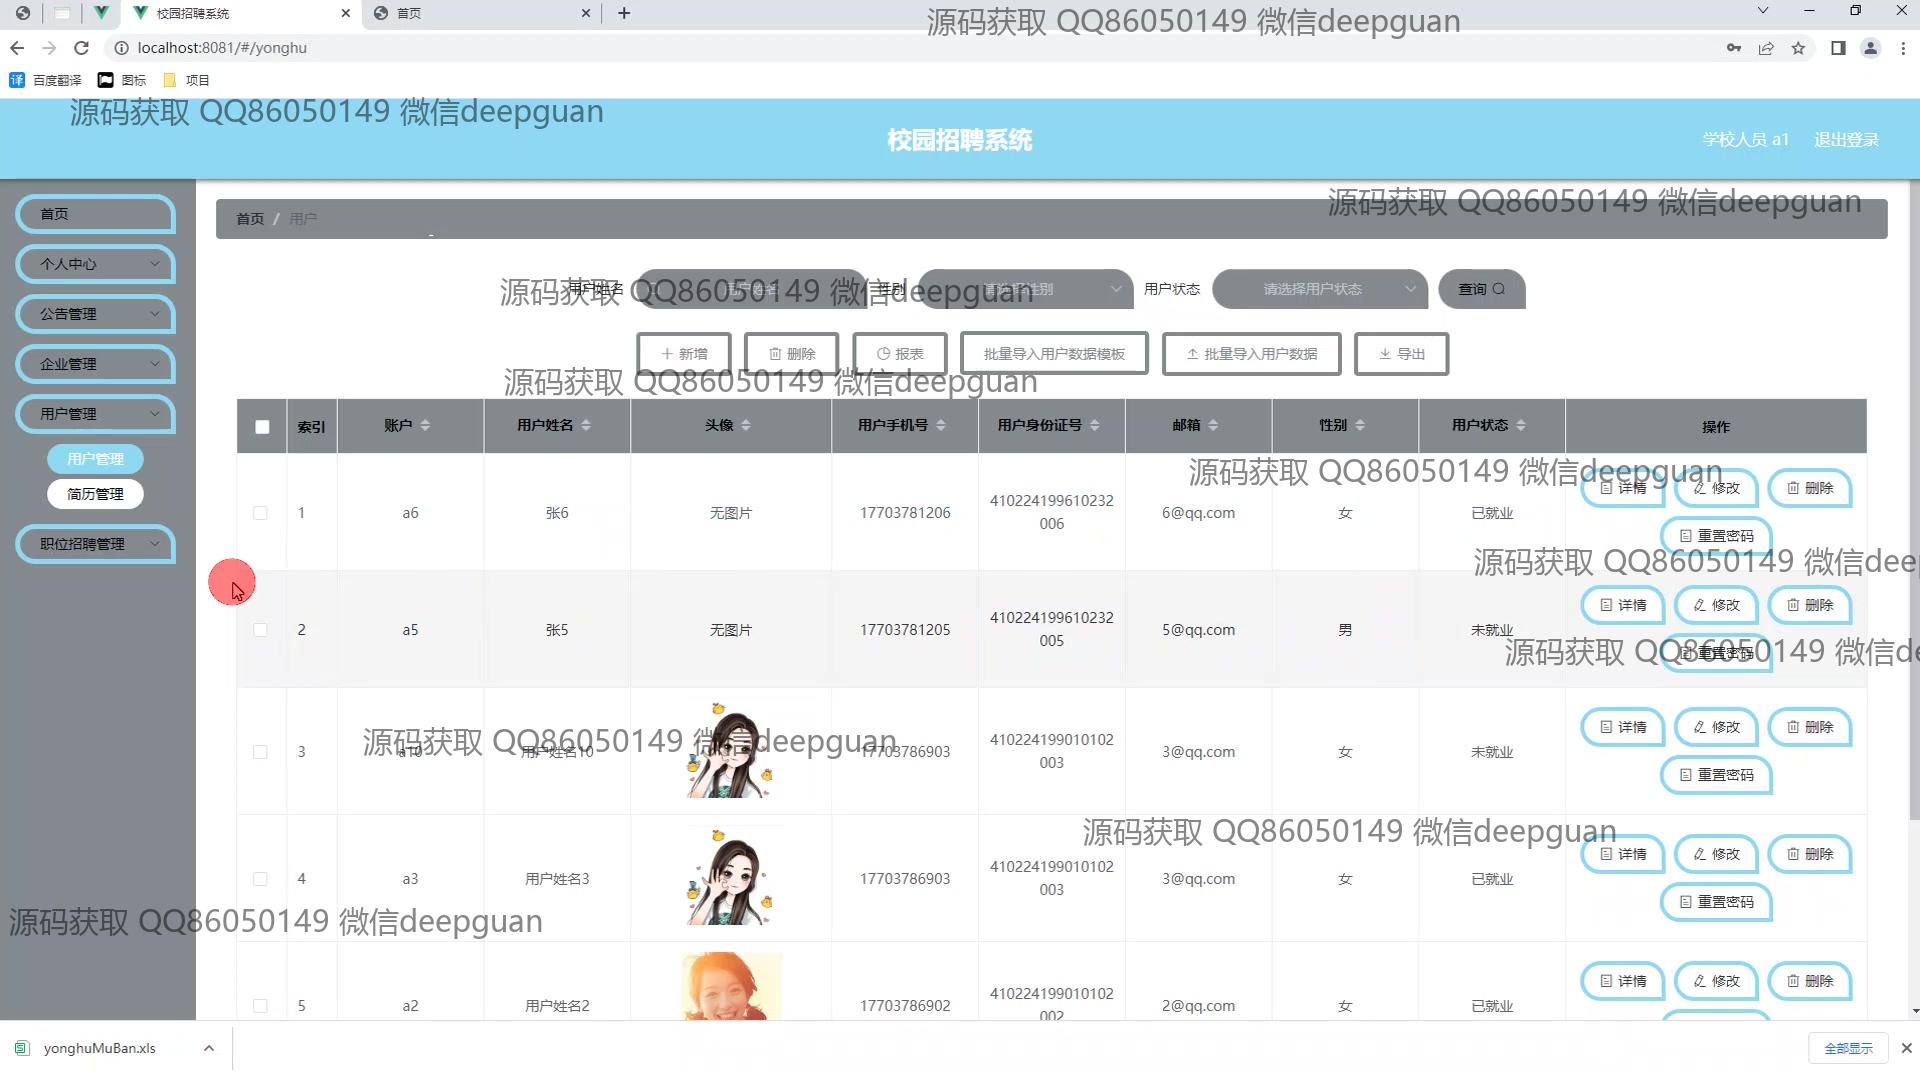 校园招聘系统
首页
源码获取 QQ86050149 微信deepguan
localhost:8081/#/yonghu
百度翻译 图标 项目
源码获取 QQ86050149 微信deepguan
校园招聘系统
学校人员 a1 退出登录
源码获取 QQ86050149 微信deepguan
首页 / 用户
首页
个人中心
公告管理
企业管理
用户管理
用户管理
简历管理
职位招聘管理
源码获取 QQ86050149 微信deepguan
用户姓名 用户姓名 性别 请选择性别 用户状态 请选择用户状态 查询
新增 删除 报表 批量导入用户数据模板 批量导入用户数据 导出
源码获取 QQ86050149 微信deepguan
索引 账户 用户姓名 头像 用户手机号 用户身份证号 邮箱 性别 用户状态 操作
源码获取 QQ86050149 微信deepguan
1 a6 张6 无图片 17703781206 410224199610232006 6@qq.com 女 已就业 详情 修改 删除
重置密码
源码获取 QQ86050149 微信dee
2 a5 张5 无图片 17703781205 410224199610232005 5@qq.com 男 未就业 详情 修改 删除
重置密码
源码获取 QQ86050149 微信de
3 a10 用户姓名10 17703786903 410224199010102003 3@qq.com 女 未就业 详情 修改 删除
重置密码
源码获取 QQ86050149 微信deepguan
源码获取 QQ86050149 微信deepguan
4 a3 用户姓名3 17703786903 410224199010102003 3@qq.com 女 已就业 详情 修改 删除
重置密码
源码获取 QQ86050149 微信deepguan
5 a2 用户姓名2 17703786902 410224199010102002 2@qq.com 女 已就业 详情 修改 删除
yonghuMuBan.xls
全部显示